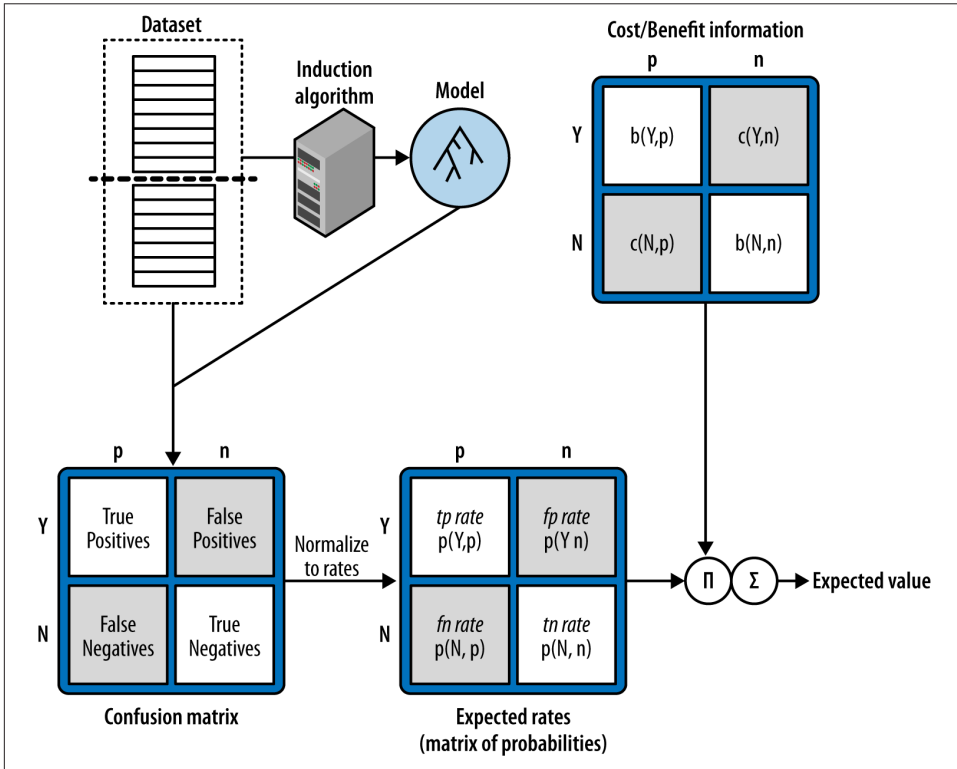 Dataset
Induction
algorithm
Model
Cost/Benefit information
p n
Y b(Y,p) c(Y,n)
N c(N,p) b(N,n)
p n
Y True
Positives
False
Positives
N False
Negatives
True
Negatives
Confusion matrix
Normalize
to rates
p n
Y tp rate
p(Y,p)
fp rate
p(Y n)
N fn rate
p(N, p)
tn rate
p(N, n)
Expected rates
(matrix of probabilities)
Π Σ Expected value